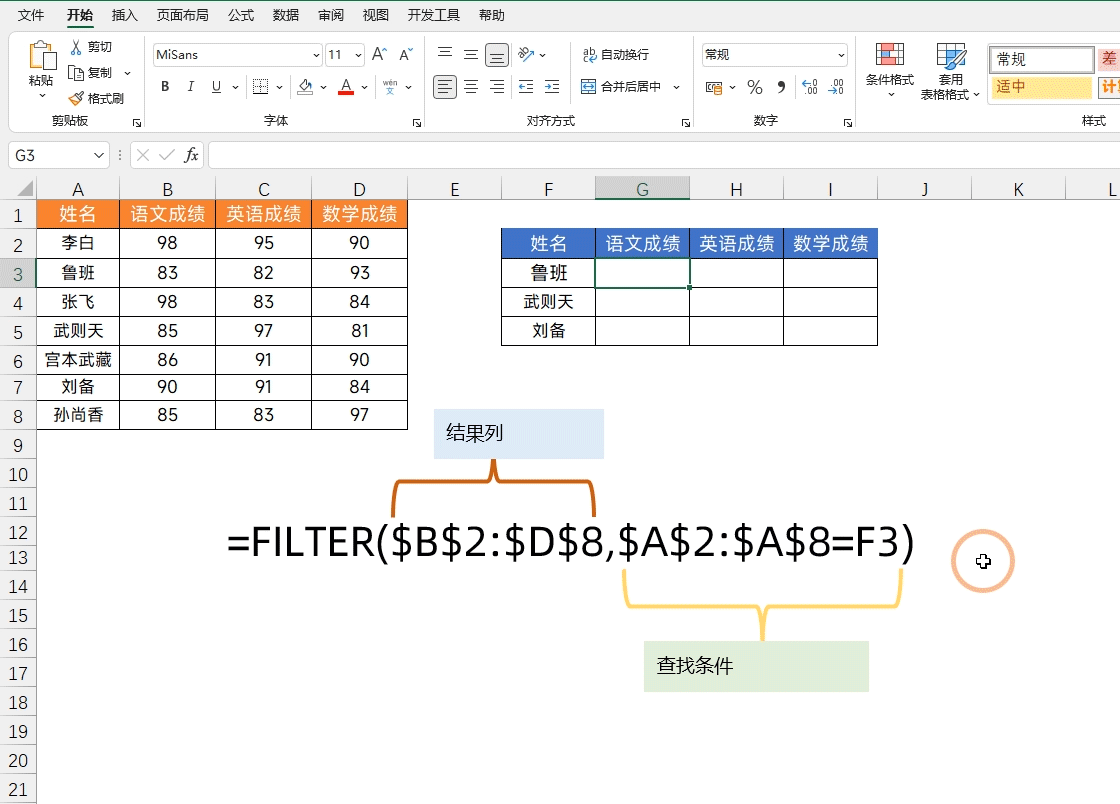 文件 开始 插入 页面布局 公式 数据 审阅 视图 开发工具 帮助
粘贴 剪切 复制 格式刷 剪贴板
MiSans 11 A A
B I U A wén 文 字体
ab 自动换行
合并后居中 对齐方式
常规
% 数字
.00 .00
条件格式 套用 表格格式
常规 差
适中 计
样式
G3 fx
A B C D E F G H I J K L
1 姓名 语文成绩 英语成绩 数学成绩
2 李白 98 95 90 姓名 语文成绩 英语成绩 数学成绩
3 鲁班 83 82 93 鲁班
4 张飞 98 83 84 武则天
5 武则天 85 97 81 刘备
6 宫本武藏 86 91 90
7 刘备 90 91 84
8 孙尚香 85 83 97
9 结果列
10
11
12
=FILTER($B$2:$D$8,$A$2:$A$8=F3)
13
14
15
16
查找条件
17
18
19
20
21